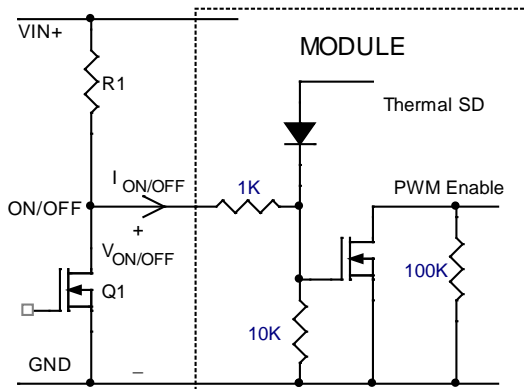 VIN+
MODULE
R1
Thermal SD
I ON/OFF
1K
PWM Enable
ON/OFF
+
V ON/OFF
100K
Q1
10K
GND
_